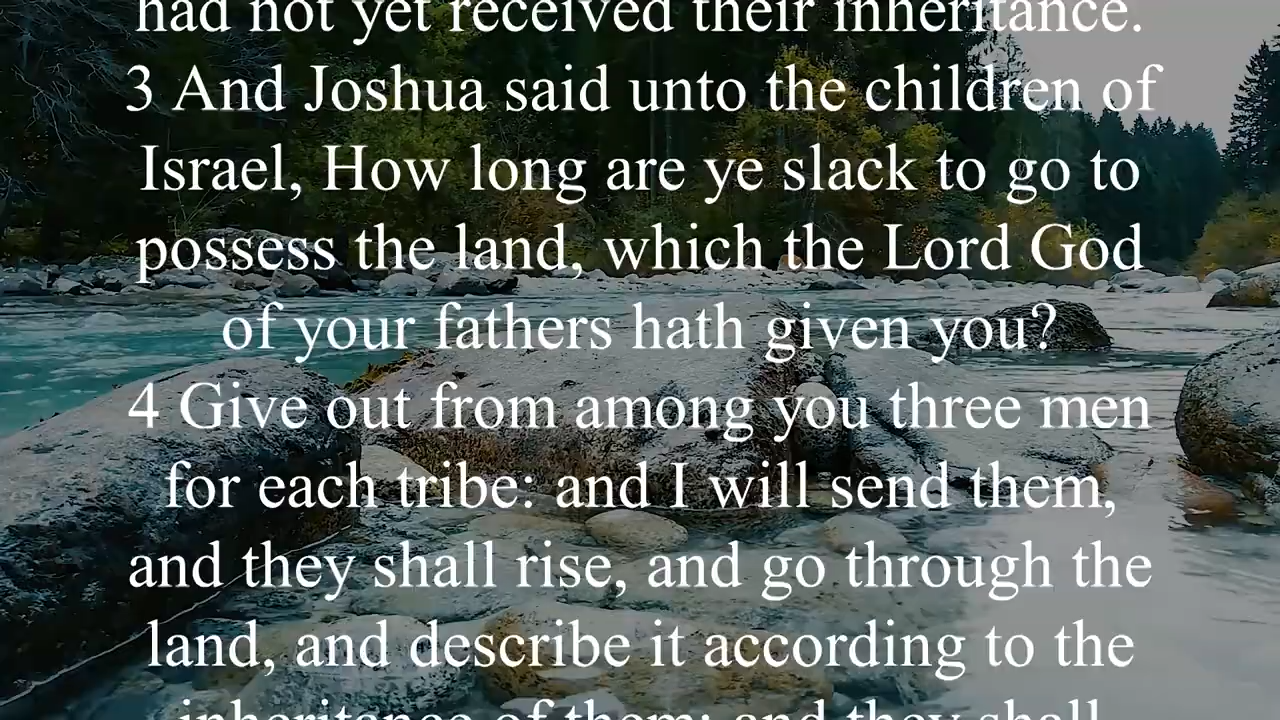 had not yet received their inheritance.
3 And Joshua said unto the children of
Israel, How long are ye slack to go to
possess the land, which the Lord God
of your fathers hath given you?
4 Give out from among you three men
for each tribe: and I will send them,
and they shall rise, and go through the
land, and describe it according to the
inheritance of them; and they shall